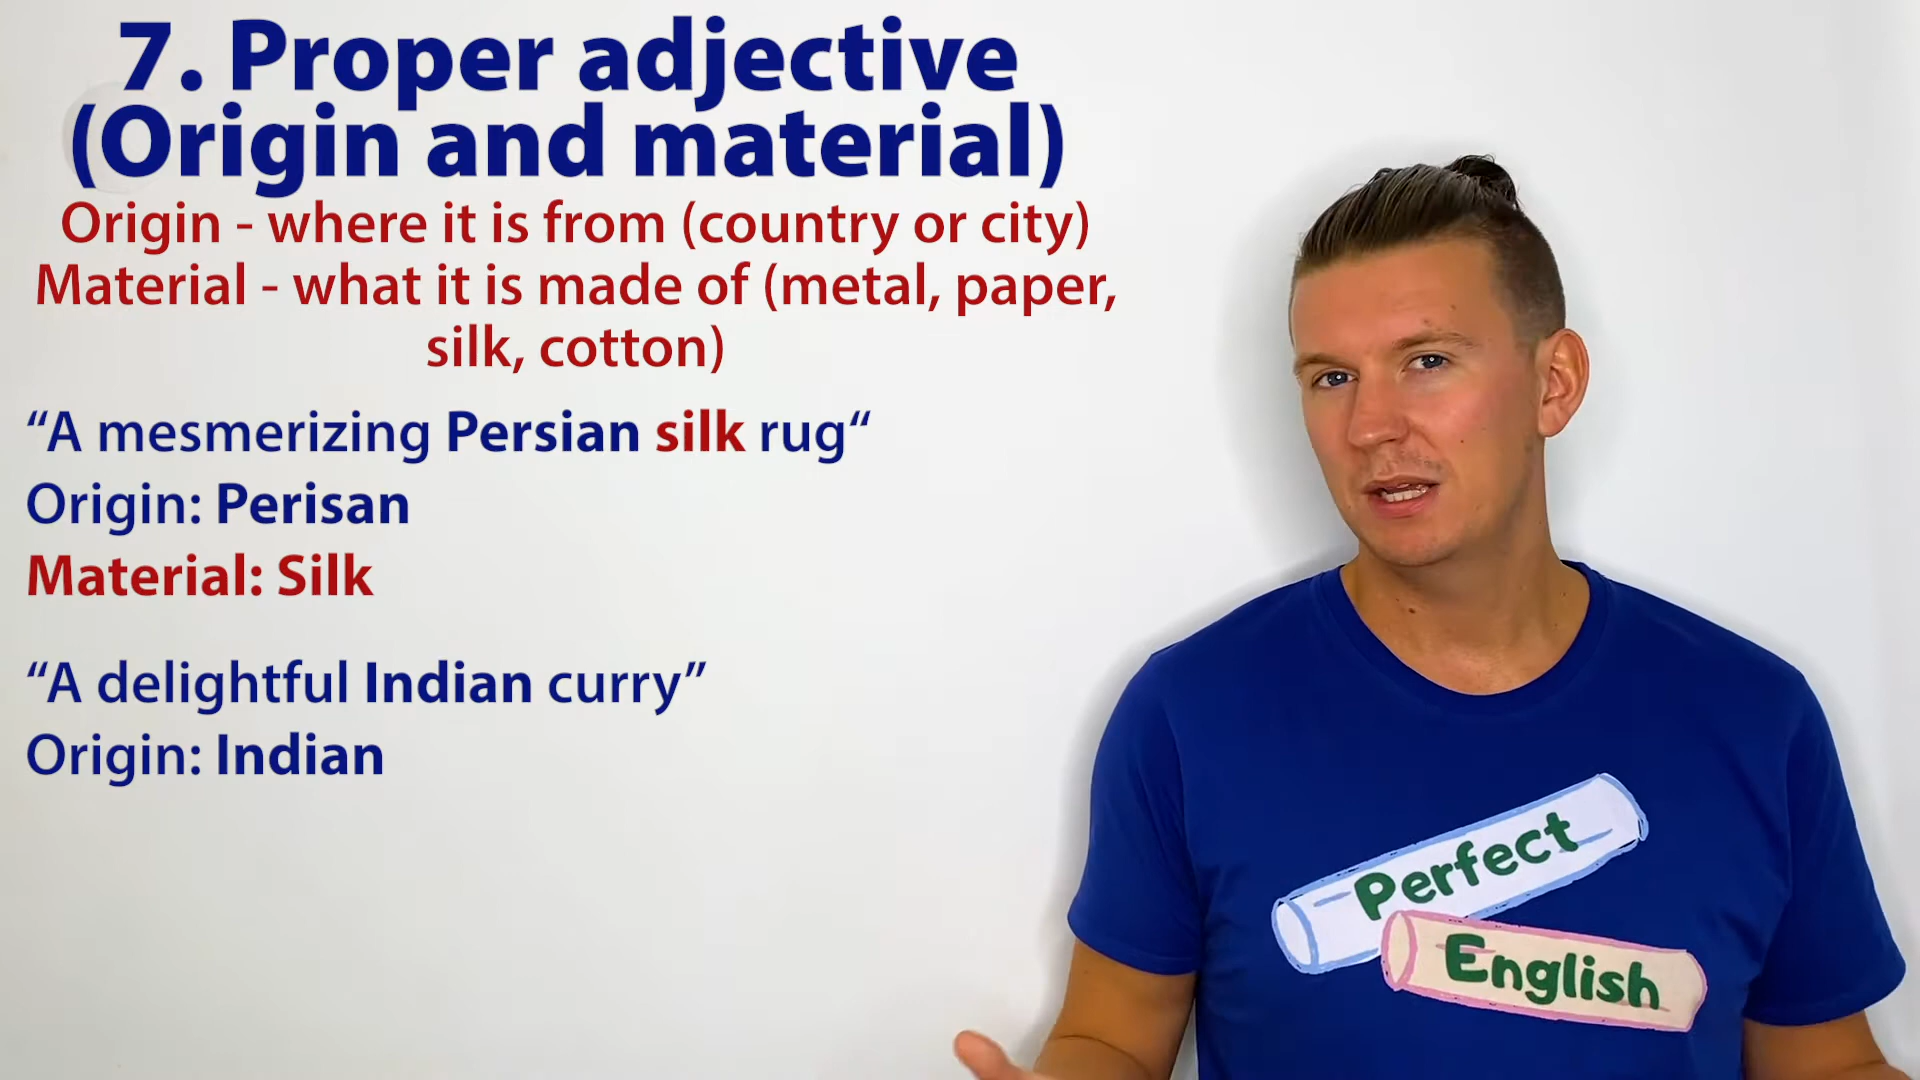 7. Proper adjective
(Origin and material)
Origin - where it is from (country or city)
Material - what it is made of (metal, paper,
silk, cotton)
“A mesmerizing Persian silk rug“
Origin: Perisan
Material: Silk
“A delightful Indian curry”
Origin: Indian
Perfect
English